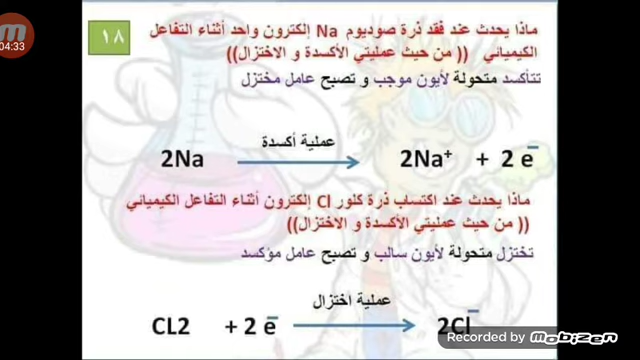 04:33
١٨
ماذا يحدث عند فقد ذرة صوديوم Na إلكترون واحد أثناء التفاعل
الكيميائي (( من حيث عمليتي الأكسدة و الاختزال))
تتأكسد متحولة لأيون موجب و تصبح عامل مختزل
عملية أكسدة
2Na → 2Na⁺ + 2 e⁻
ماذا يحدث عند اكتساب ذرة كلور Cl إلكترون أثناء التفاعل الكيميائي
(( من حيث عمليتي الأكسدة و الاختزال))
تختزل متحولة لأيون سالب و تصبح عامل مؤكسد
عملية اختزال
CL2 + 2 e⁻ → 2Cl⁻
Recorded by mobizen